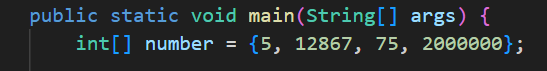 public static void main(String[] args) {
int[] number = {5, 12867, 75, 2000000};